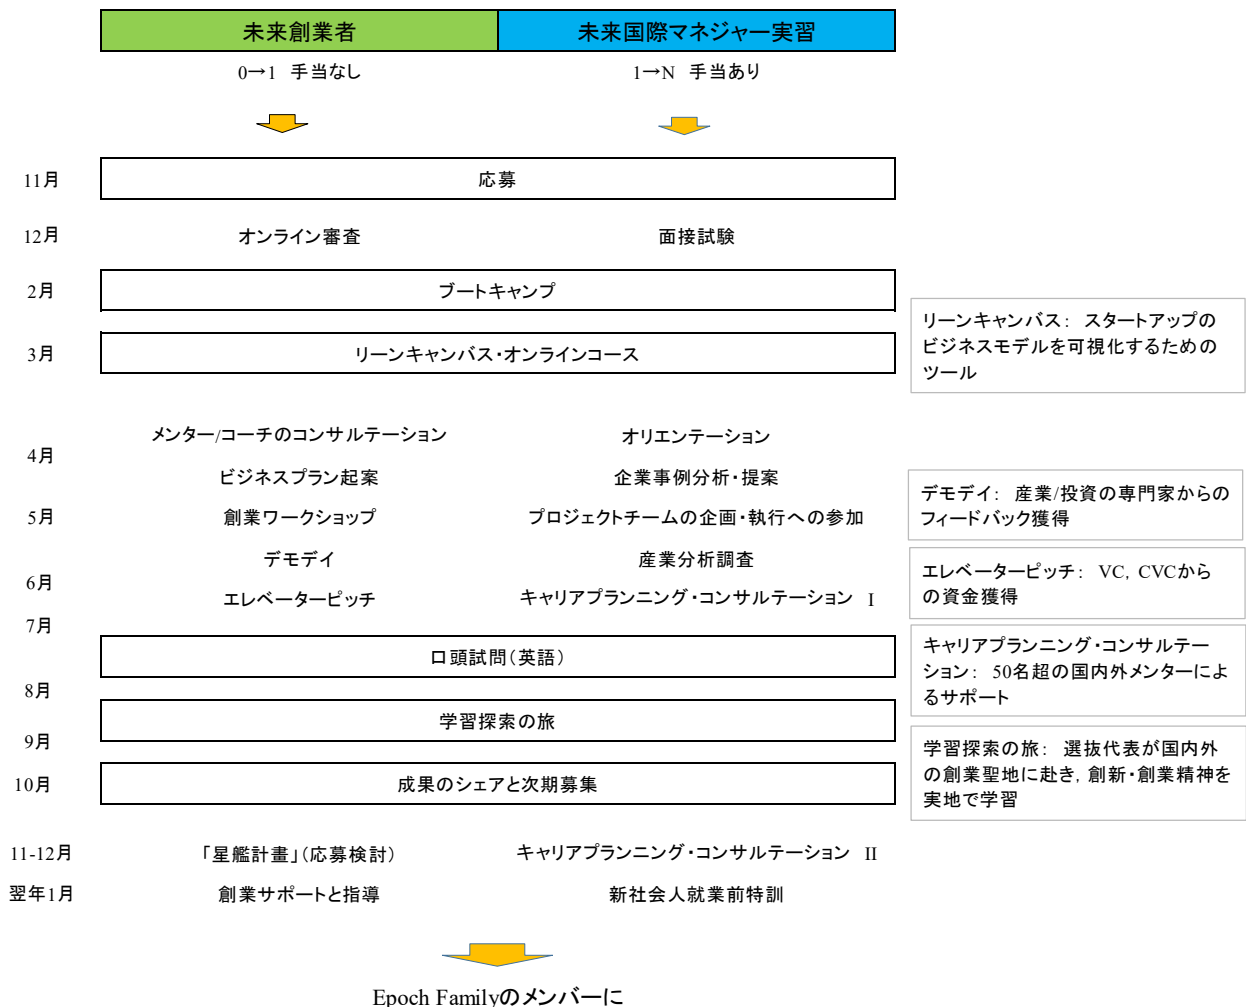 未来創業者
未来国際マネジャー実習
0→1 手当なし
1→N 手当あり
11月
応募
12月
オンライン審査
面接試験
2月
ブートキャンプ
3月
リーンキャンバス・オンラインコース
リーンキャンバス： スタートアップの
ビジネスモデルを可視化するための
ツール
4月
メンター/コーチのコンサルテーション
オリエンテーション
ビジネスプラン起案
企業事例分析・提案
5月
創業ワークショップ
プロジェクトチームの企画・執行への参加
デモデイ： 産業/投資の専門家からの
フィードバック獲得
デモデイ
産業分析調査
6月
エレベーターピッチ
キャリアプランニング・コンサルテーション I
エレベーターピッチ： VC, CVCから
の資金獲得
7月
口頭試問（英語）
キャリアプランニング・コンサルテー
ション： 50名超の国内外メンターによ
るサポート
8月
学習探索の旅
9月
学習探索の旅： 選抜代表が国内外
の創業聖地に赴き, 創新・創業精神を
実地で学習
10月
成果のシェアと次期募集
11-12月
「星艦計畫」（応募検討）
キャリアプランニング・コンサルテーション II
翌年1月
創業サポートと指導
新社会人就業前特訓
Epoch Familyのメンバーに